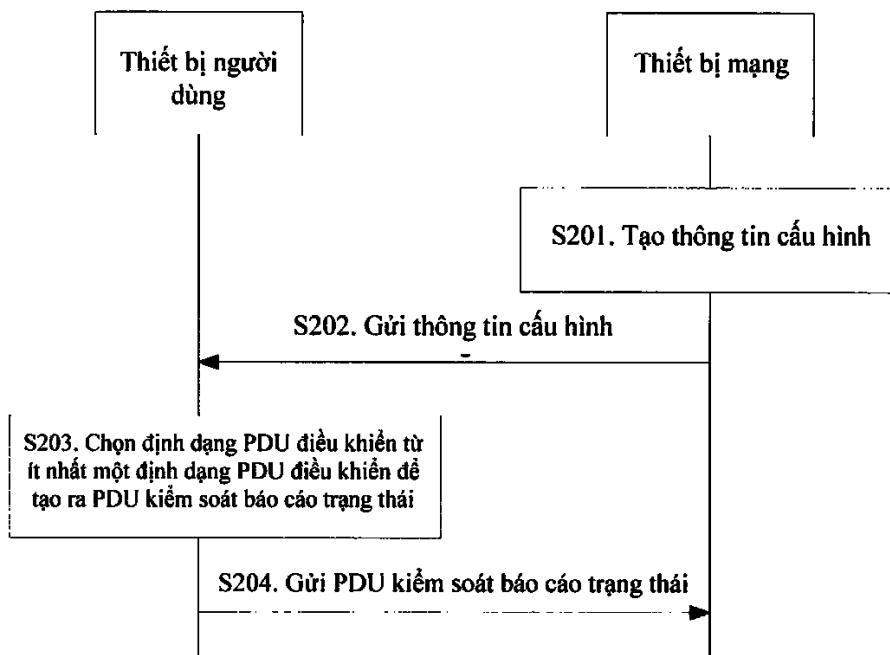 Thiết bị người
dùng
Thiết bị mạng
S201. Tạo thông tin cấu hình
S202. Gửi thông tin cấu hình
S203. Chọn định dạng PDU điều khiển từ
ít nhất một định dạng PDU điều khiển để
tạo ra PDU kiểm soát báo cáo trạng thái
S204. Gửi PDU kiểm soát báo cáo trạng thái